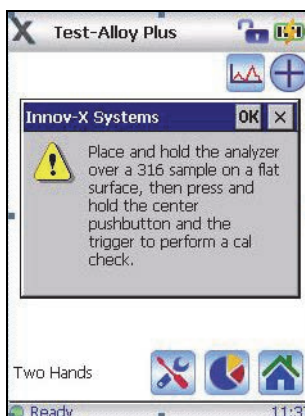 Test-Alloy Plus
Innov-X Systems OK
Place and hold the analyzer
over a 316 sample on a flat
surface, then press and
hold the center
pushbutton and the
trigger to perform a cal
check.
Two Hands
Ready